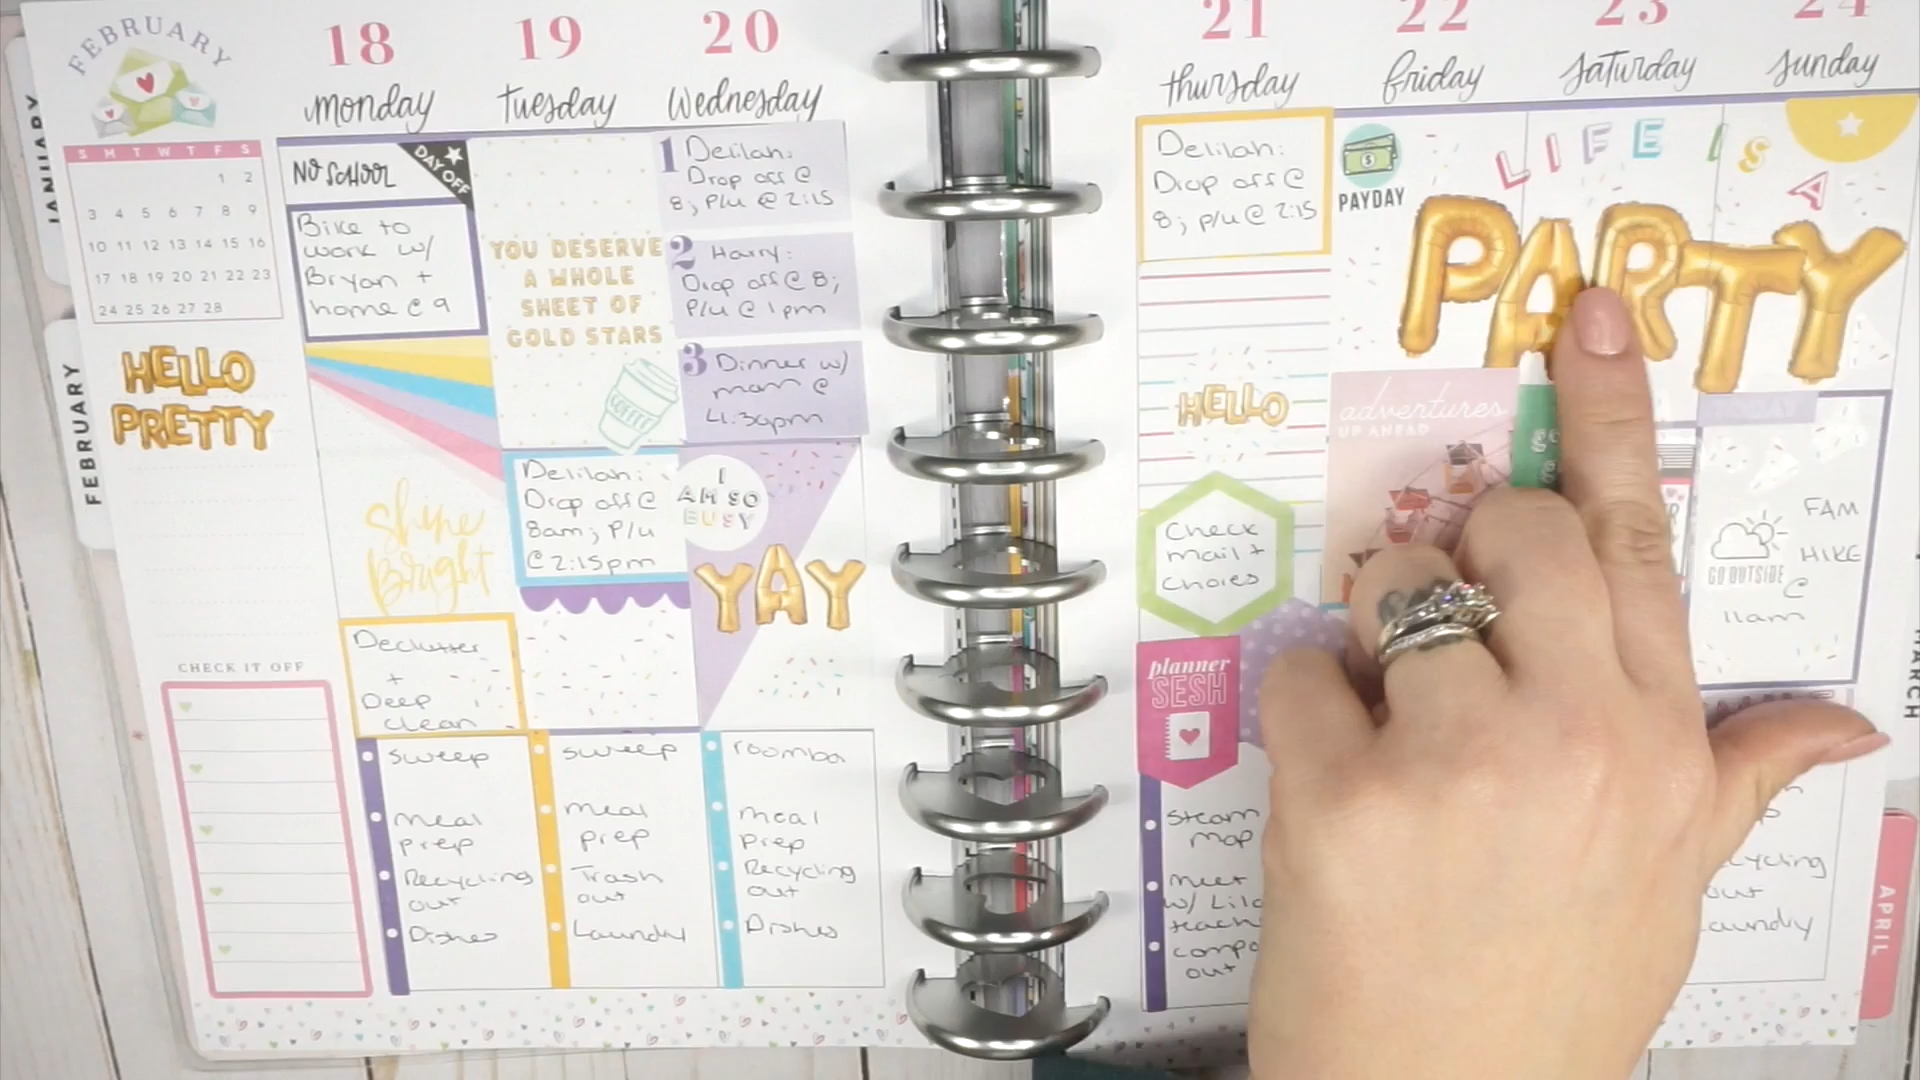 FEBRUARY
S M T W T F S
1 2
3 4 5 6 7 8 9
10 11 12 13 14 15 16
17 18 19 20 21 22 23
24 25 26 27 28
HELLO
PRETTY
CHECK IT OFF
JANUARY
FEBRUARY
18
monday
NO SCHOOL
DAY OFF
Bike to
work w/
Bryan +
home @ 9
Shine
Bright
Declutter
+
Deep
clean
sweep
meal
prep
Recycling
out
Dishes
19
Tuesday
YOU DESERVE
A WHOLE
SHEET OF
GOLD STARS
COFFEE
Delilah:
Drop off @
8am; P/u
@ 2:15pm
sweep
meal
prep
Trash
out
Laundry
20
Wednesday
1 Delilah:
Drop off @
8; P/u @ 2:15
2 Harry:
Drop off @ 8;
P/u @ 1pm
3 Dinner w/
mom @
4:30pm
I
AM SO
BUSY
YAY
roomba
meal
prep
Recycling
out
Dishes
21
thursday
Delilah:
Drop off @
8; P/u @ 2:15
HELLO
Check
mail +
chores
planner
SESH
steam
mop
meet
w/
out
22
friday
PAYDAY
23
saturday
24
sunday
LIFE IS
A
PARTY
adventures
UP AHEAD
GO OUTSIDE
FAM
HIKE
@
11am
out
MARCH
APRIL